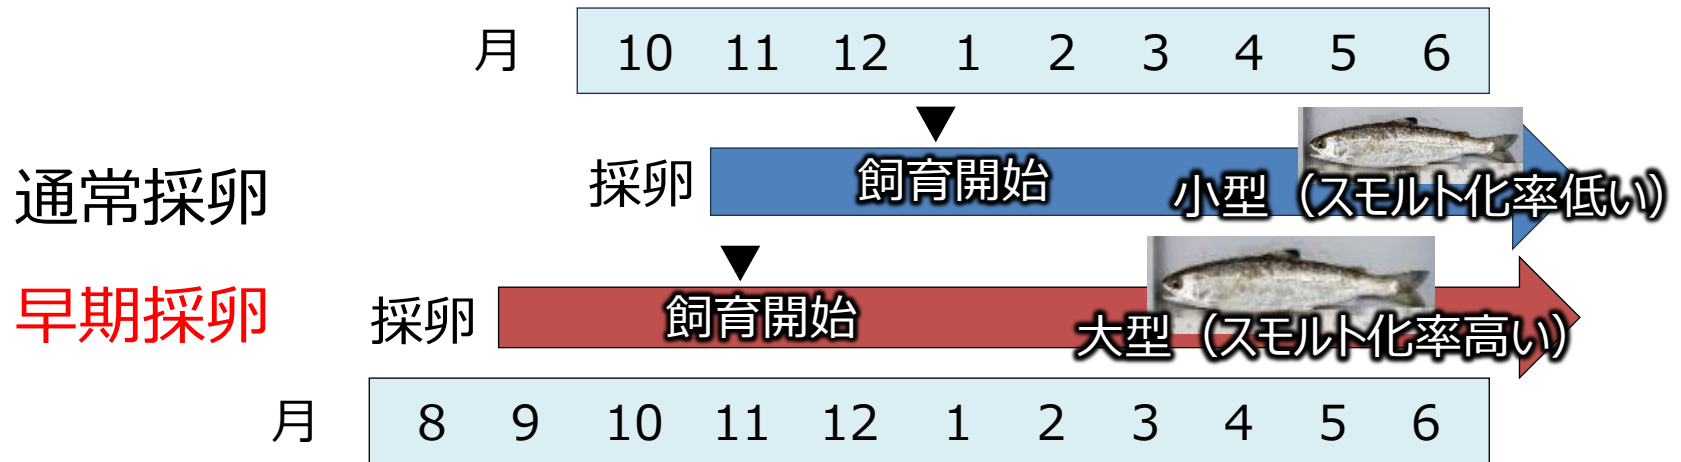 月 10 11 12 1 2 3 4 5 6
▼
通常採卵 採卵 飼育開始 小型（スモルト化率低い）
▼
早期採卵 採卵 飼育開始 大型（スモルト化率高い）
月 8 9 10 11 12 1 2 3 4 5 6